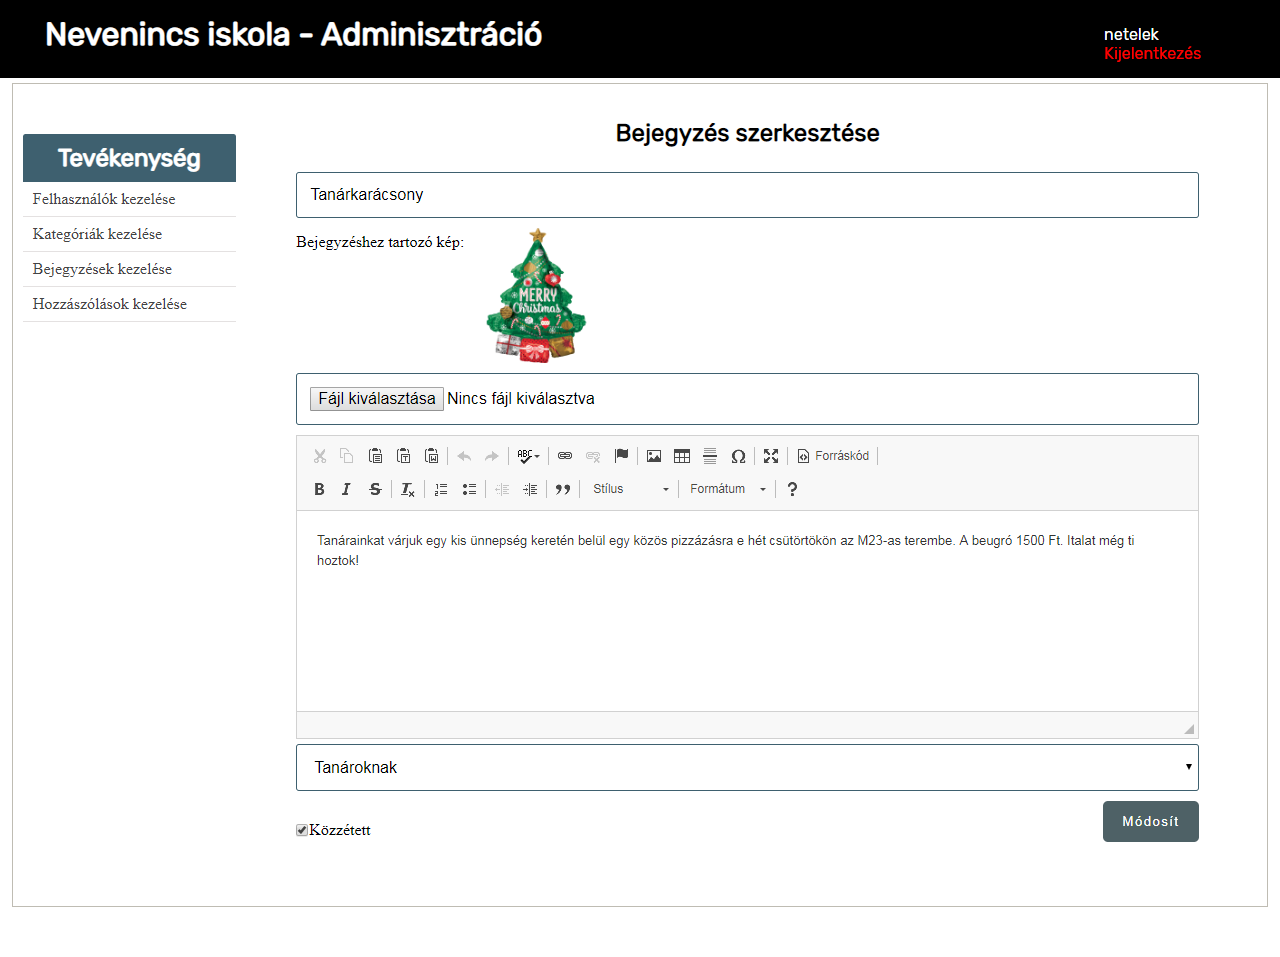 Nevenincs iskola - Adminisztráció
netelek
Kijelentkezés
Tevékenység
Felhasználók kezelése
Kategóriák kezelése
Bejegyzések kezelése
Hozzászólások kezelése
Bejegyzés szerkesztése
Tanárkarácsony
Bejegyzéshez tartozó kép:
MERRY
Christmas
Fájl kiválasztása Nincs fájl kiválasztva
ABC
Ω
Forráskód
B I S Tx
Stílus
Formátum
?
Tanárainkat várjuk egy kis ünnepség keretén belül egy közös pizzázásra e hét csütörtökön az M23-as terembe. A beugró 1500 Ft. Italat még ti
hoztok!
Tanároknak
Közzétett
Módosít